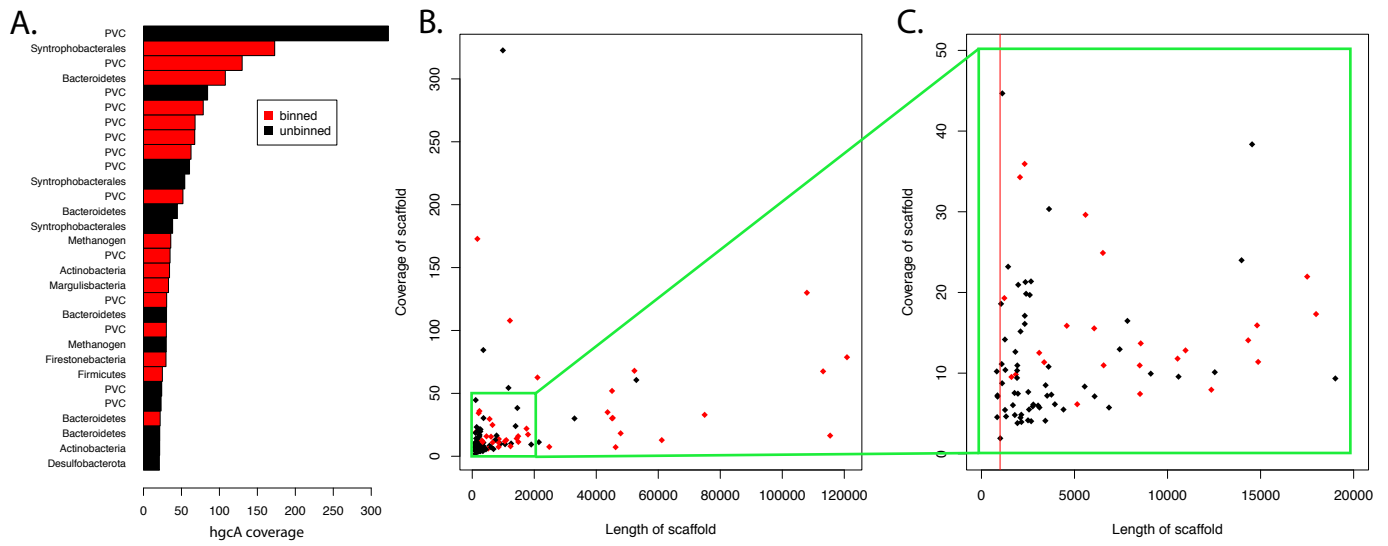 A.
PVC
Syntrophobacterales
PVC
Bacteroidetes
PVC
PVC
PVC
PVC
PVC
PVC
Syntrophobacterales
PVC
Bacteroidetes
Syntrophobacterales
Methanogen
PVC
Actinobacteria
Margulisbacteria
PVC
Bacteroidetes
PVC
Methanogen
Firestonebacteria
Firmicutes
PVC
PVC
Bacteroidetes
Bacteroidetes
Actinobacteria
Desulfobacterota
binned
unbinned
0 50 100 150 200 250 300
hgcA coverage
B.
Coverage of scaffold
300
250
200
150
100
50
0
0 20000 40000 60000 80000 100000 120000
Length of scaffold
C.
Coverage of scaffold
50
40
30
20
10
0
0 5000 10000 15000 20000
Length of scaffold